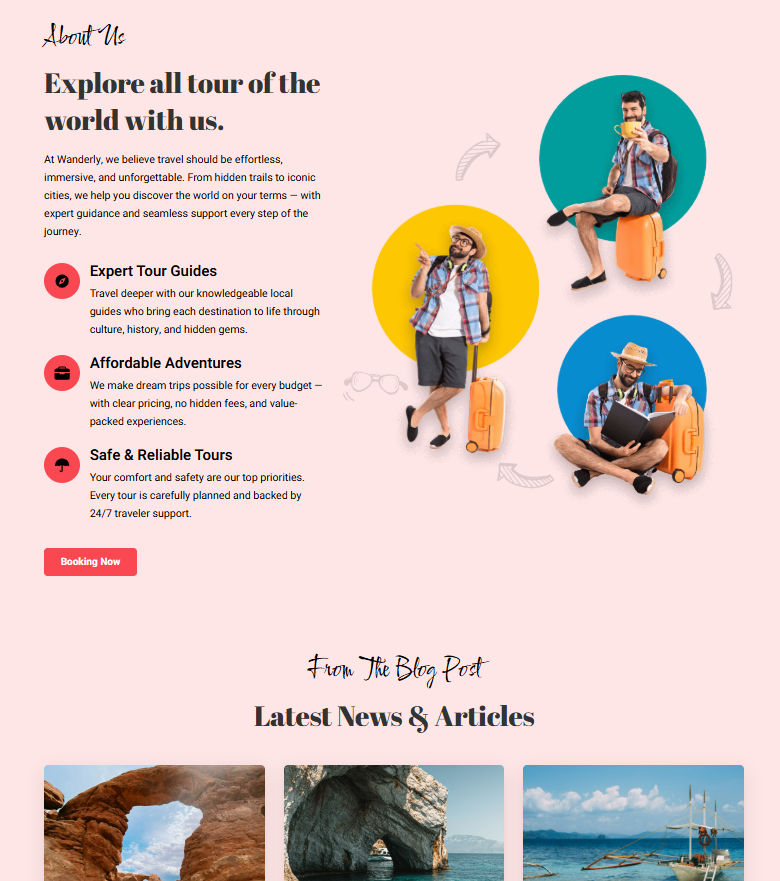 About Us
Explore all tour of the
world with us.
At Wanderly, we believe travel should be effortless,
immersive, and unforgettable. From hidden trails to iconic
cities, we help you discover the world on your terms — with
expert guidance and seamless support every step of the
journey.
Expert Tour Guides
Travel deeper with our knowledgeable local
guides who bring each destination to life through
culture, history, and hidden gems.
Affordable Adventures
We make dream trips possible for every budget —
with clear pricing, no hidden fees, and value-
packed experiences.
Safe & Reliable Tours
Your comfort and safety are our top priorities.
Every tour is carefully planned and backed by
24/7 traveler support.
Booking Now
From The Blog Post
Latest News & Articles